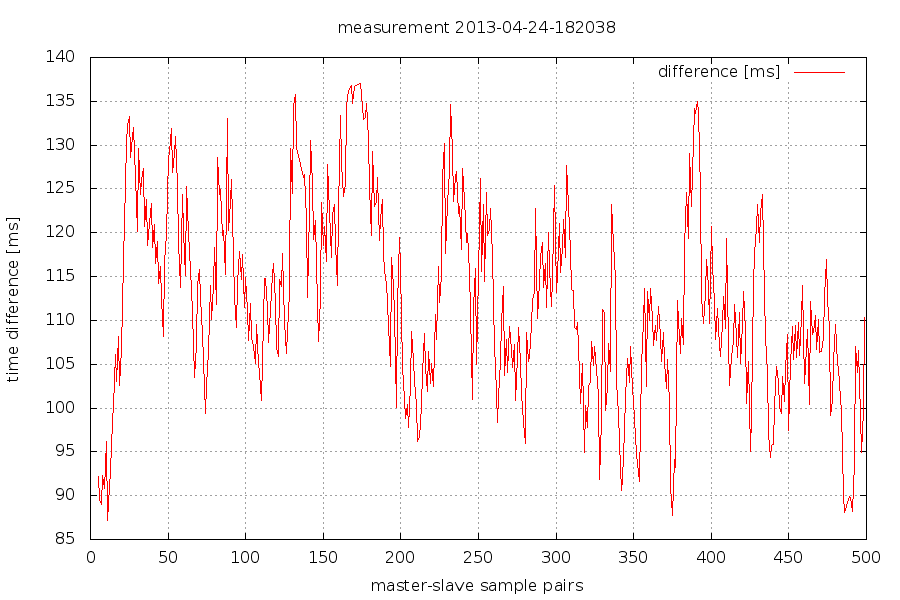 measurement 2013-04-24-182038
difference [ms]
time difference [ms]
140
135
130
125
120
115
110
105
100
95
90
85
0 50 100 150 200 250 300 350 400 450 500
master-slave sample pairs